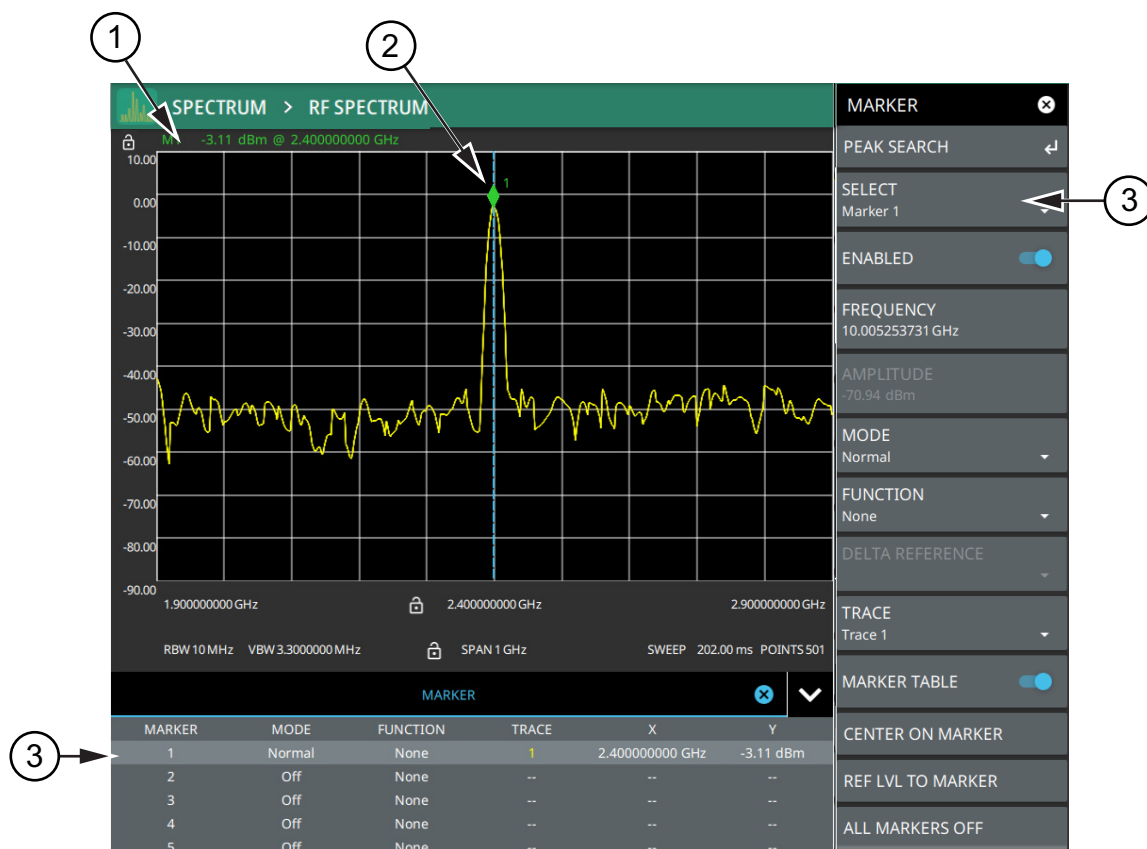 1
2
SPECTRUM > RF SPECTRUM
M1 -3.11 dBm @ 2.400000000 GHz
10.00
0.00
-10.00
-20.00
-30.00
-40.00
-50.00
-60.00
-70.00
-80.00
-90.00
1
1.900000000 GHz 2.400000000 GHz 2.900000000 GHz
RBW 10 MHz VBW 3.3000000 MHz SPAN 1 GHz SWEEP 202.00 ms POINTS 501
MARKER
MARKER MODE FUNCTION TRACE X Y
1 Normal None 1 2.400000000 GHz -3.11 dBm
2 Off None -- -- --
3 Off None -- -- --
4 Off None -- -- --
5 Off None -- -- --
3
MARKER
PEAK SEARCH
SELECT
Marker 1
3
ENABLED
FREQUENCY
10.005253731 GHz
AMPLITUDE
-70.94 dBm
MODE
Normal
FUNCTION
None
DELTA REFERENCE
TRACE
Trace 1
MARKER TABLE
CENTER ON MARKER
REF LVL TO MARKER
ALL MARKERS OFF